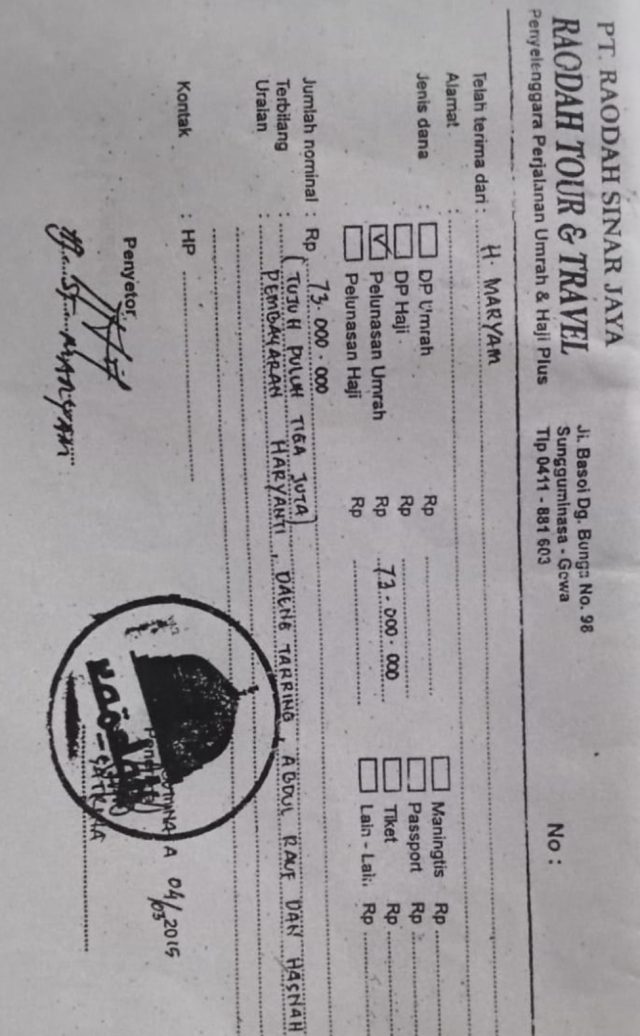 PT. RAODAH SINAR JAYA
RAODAH TOUR & TRAVEL
Penyelenggara Perjalanan Umrah & Haji Plus
Jl. Basoi Dg. Bunga No. 98
Sungguminasa - Gowa
Tlp 0411 - 881 603
No :
Telah terima dari : H. MARYAM
Alamat :
Jenis dana : DP Umrah Rp
DP Haji Rp
Pelunasan Umrah Rp 73.000.000
Pelunasan Haji Rp
Maningtis Rp
Passport Rp
Tiket Rp
Lain - Lain Rp
Jumlah nominal : Rp 73.000.000
Terbilang : (TUJUH PULUH TIGA JUTA)
Uraian : PEMBAYARAN HARYANTI, DAENG TARRING, ABDUL RAUF DAN HASNAH
Kontak : HP
04/03 2015
Penyetor,
Hj. ST. MARYAM
raodah